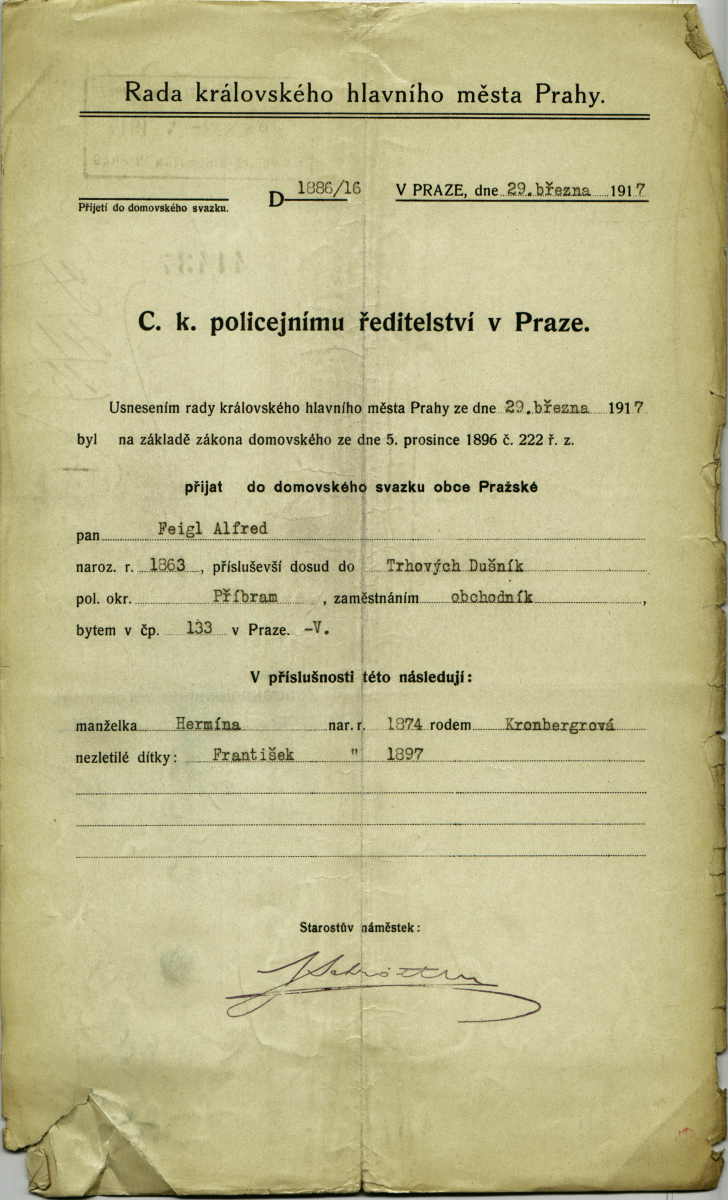 Rada královského hlavního města Prahy.
Přijetí do domovského svazku.
D 1886/16
V PRAZE, dne 29. března 1917
C. k. policejnímu ředitelství v Praze.
Usnesením rady královského hlavního města Prahy ze dne 29. března 1917
byl na základě zákona domovského ze dne 5. prosince 1896 č. 222 ř. z.
přijat do domovského svazku obce Pražské
pan Feigl Alfred
naroz. r. 1863, přísluševší dosud do Trhových Dušník
pol. okr. Příbram, zaměstnáním obchodník,
bytem v čp. 133 v Praze. -V.
V příslušnosti této následují:
manželka Hermína nar. r. 1874 rodem Kronbergrová
nezletilé dítky: František " 1897
Starostův náměstek: